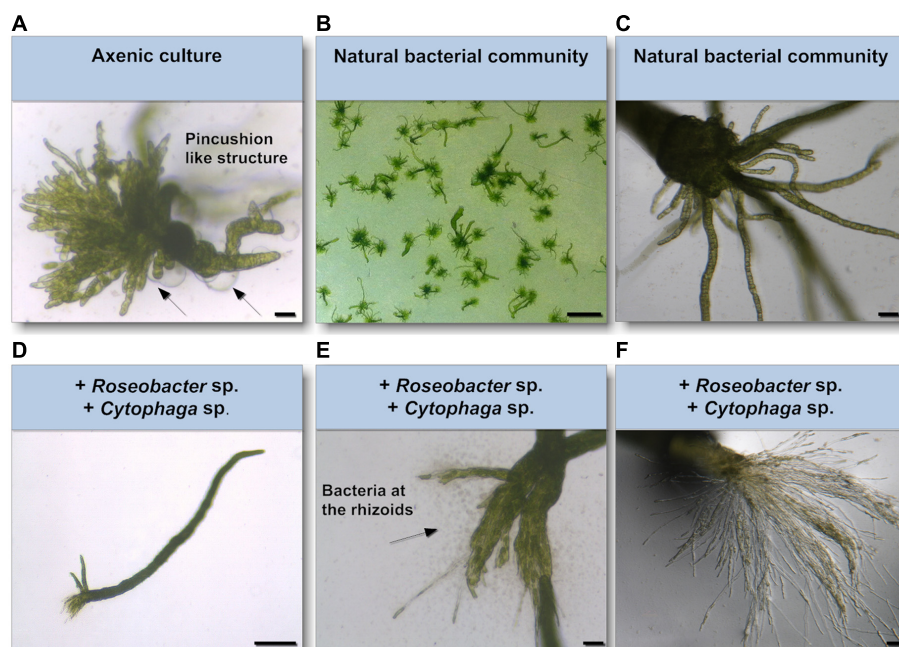 A
Axenic culture
Pincushion
like structure
B
Natural bacterial community
C
Natural bacterial community
D
+ Roseobacter sp.
+ Cytophaga sp.
E
+ Roseobacter sp.
+ Cytophaga sp.
Bacteria at
the rhizoids
F
+ Roseobacter sp.
+ Cytophaga sp.